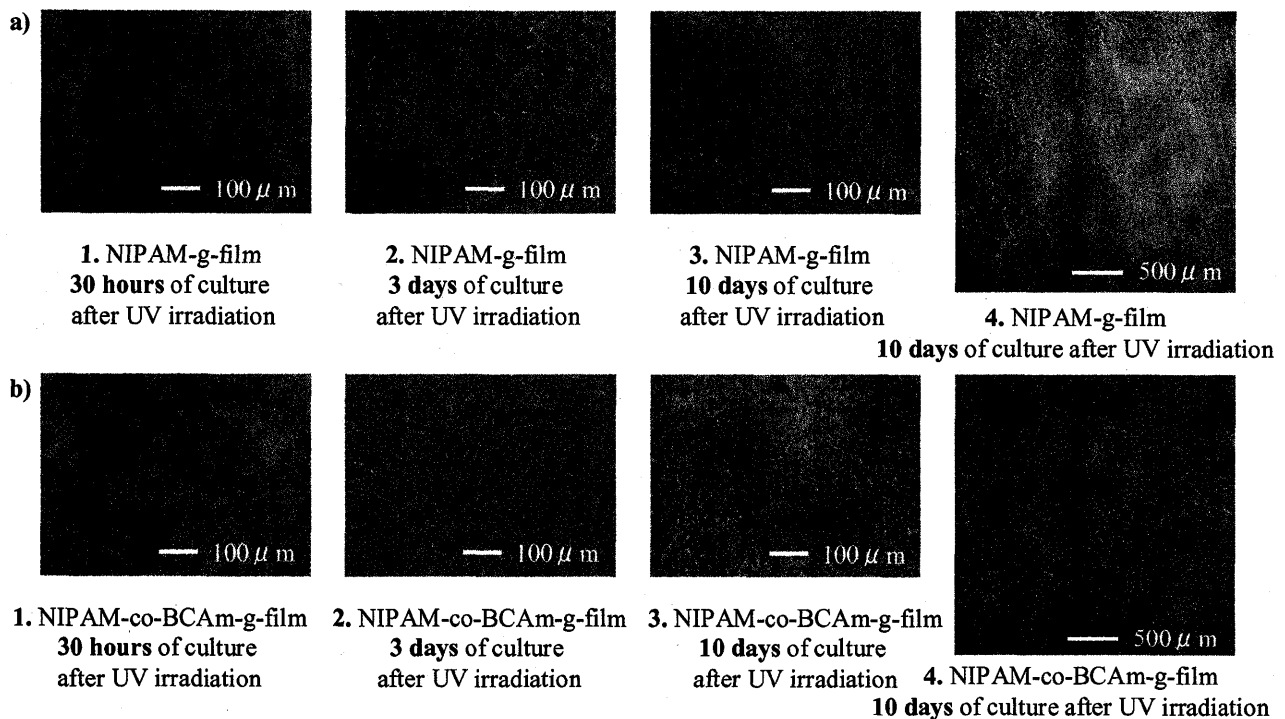 a)
100 μ m
100 μ m
100 μ m
500 μ m
1. NIPAM-g-film
30 hours of culture
after UV irradiation
2. NIPAM-g-film
3 days of culture
after UV irradiation
3. NIPAM-g-film
10 days of culture
after UV irradiation
4. NIPAM-g-film
10 days of culture after UV irradiation
b)
100 μ m
100 μ m
100 μ m
500 μ m
1. NIPAM-co-BCAm-g-film
30 hours of culture
after UV irradiation
2. NIPAM-co-BCAm-g-film
3 days of culture
after UV irradiation
3. NIPAM-co-BCAm-g-film
10 days of culture
after UV irradiation
4. NIPAM-co-BCAm-g-film
10 days of culture after UV irradiation